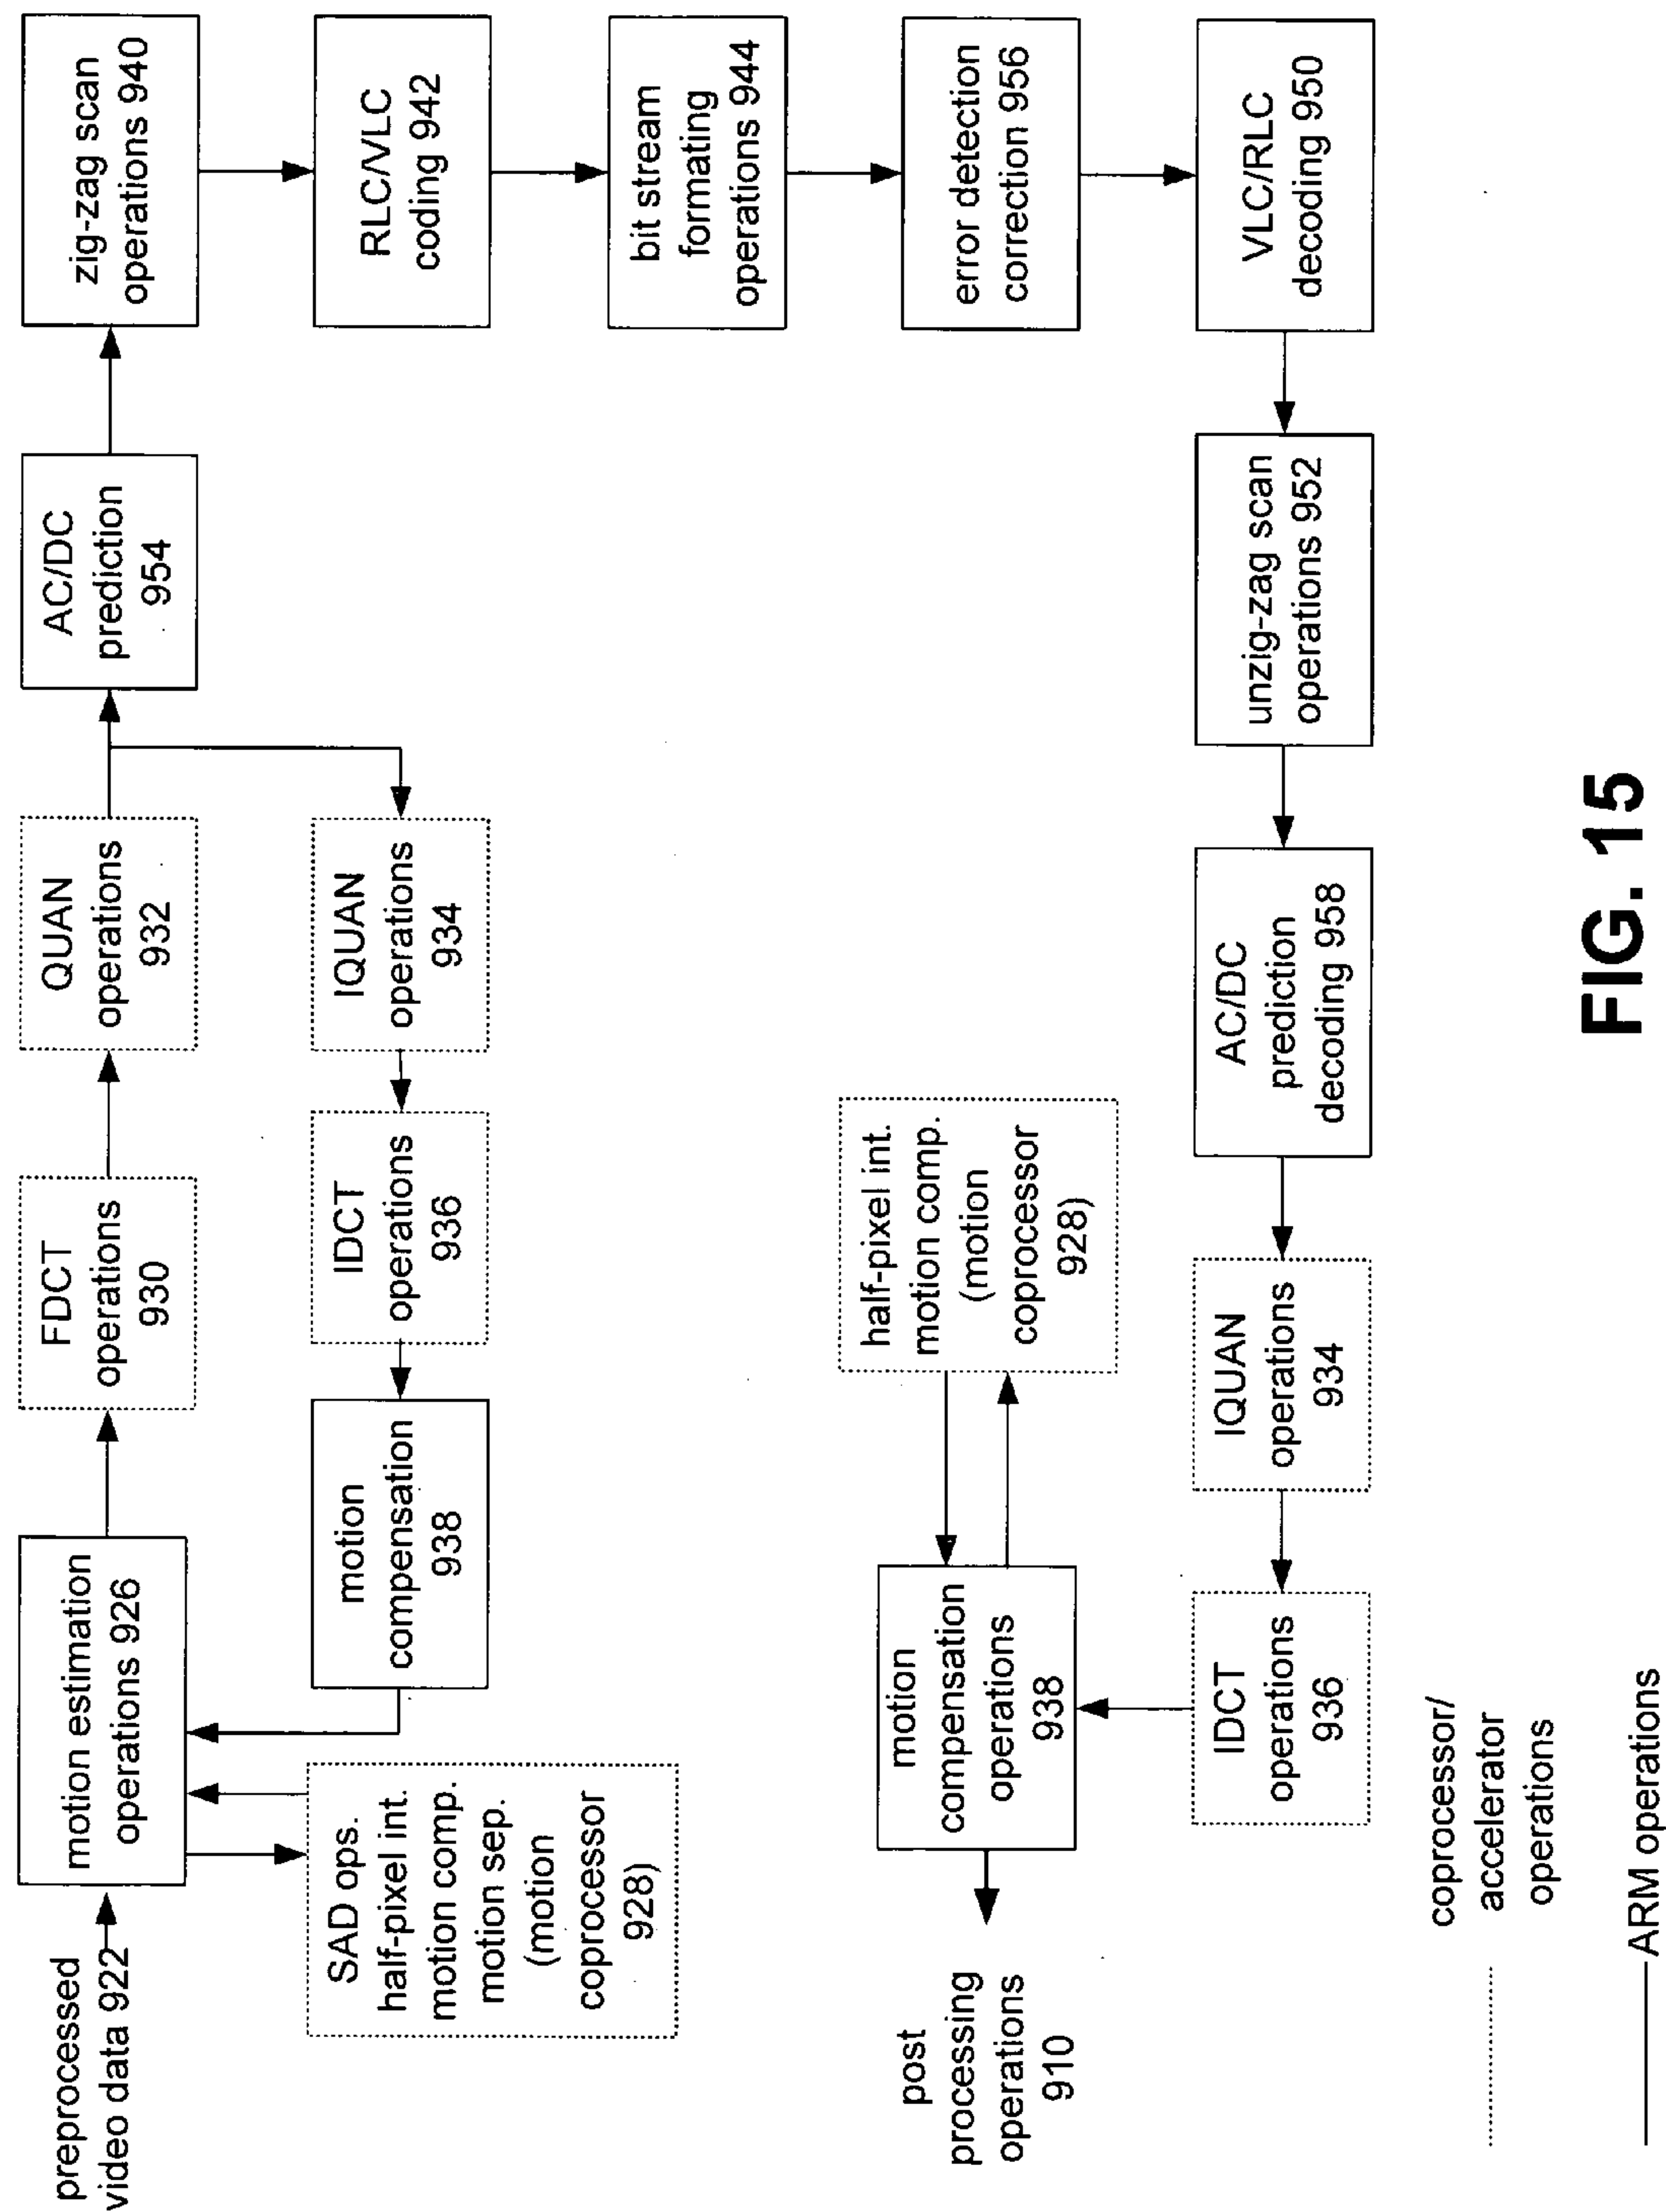 preprocessed
video data 922
motion estimation
operations 926
FDCT
operations
930
QUAN
operations
932
AC/DC
prediction
954
zig-zag scan
operations 940
SAD ops.
half-pixel int.
motion comp.
motion sep.
(motion
coprocessor
928)
motion
compensation
938
IDCT
operations
936
IQUAN
operations
934
RLC/VLC
coding 942
bit stream
formating
operations 944
error detection
correction 956
post
processing
operations
910
motion
compensation
operations
938
half-pixel int.
motion comp.
(motion
coprocessor
928)
IDCT
operations
936
IQUAN
operations
934
AC/DC
prediction
decoding 958
unzig-zag scan
operations 952
VLC/RLC
decoding 950
coprocessor/
accelerator
operations
ARM operations
FIG. 15